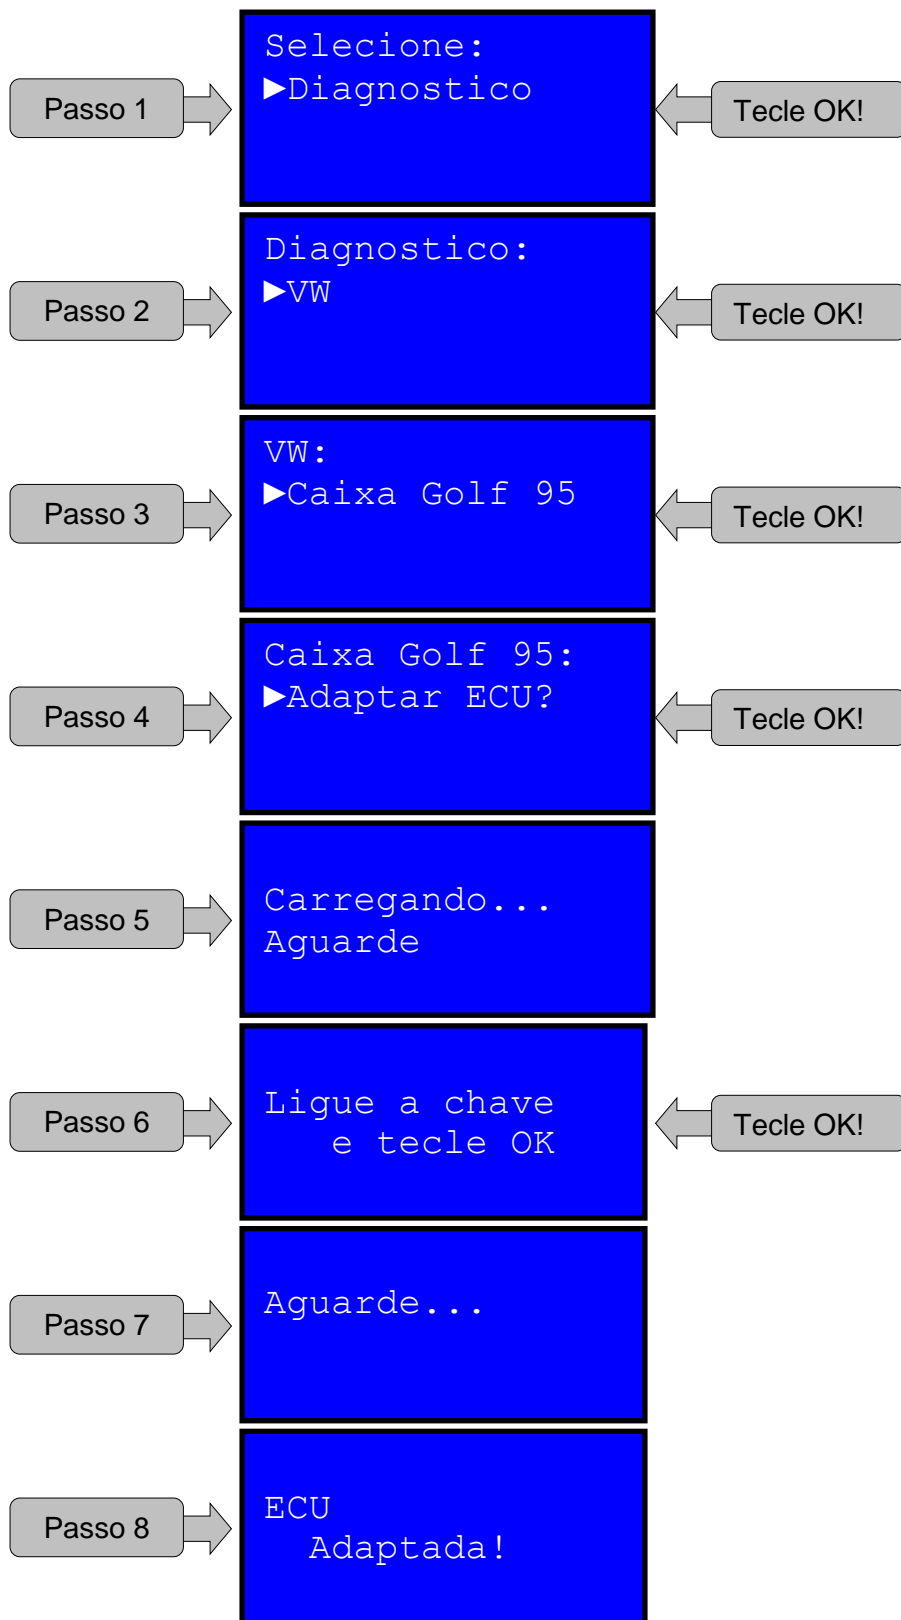 Passo 1
Selecione:
►Diagnostico
Tecle OK!
Passo 2
Diagnostico:
►VW
Tecle OK!
Passo 3
VW:
►Caixa Golf 95
Tecle OK!
Passo 4
Caixa Golf 95:
►Adaptar ECU?
Tecle OK!
Passo 5
Carregando...
Aguarde
Passo 6
Ligue a chave
e tecle OK
Tecle OK!
Passo 7
Aguarde...
Passo 8
ECU
Adaptada!